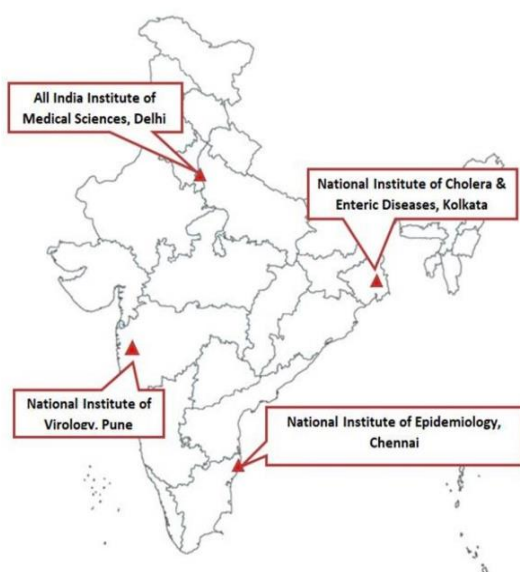 All India Institute of
Medical Sciences, Delhi
National Institute of Cholera &
Enteric Diseases, Kolkata
National Institute of
Virology, Pune
National Institute of Epidemiology,
Chennai